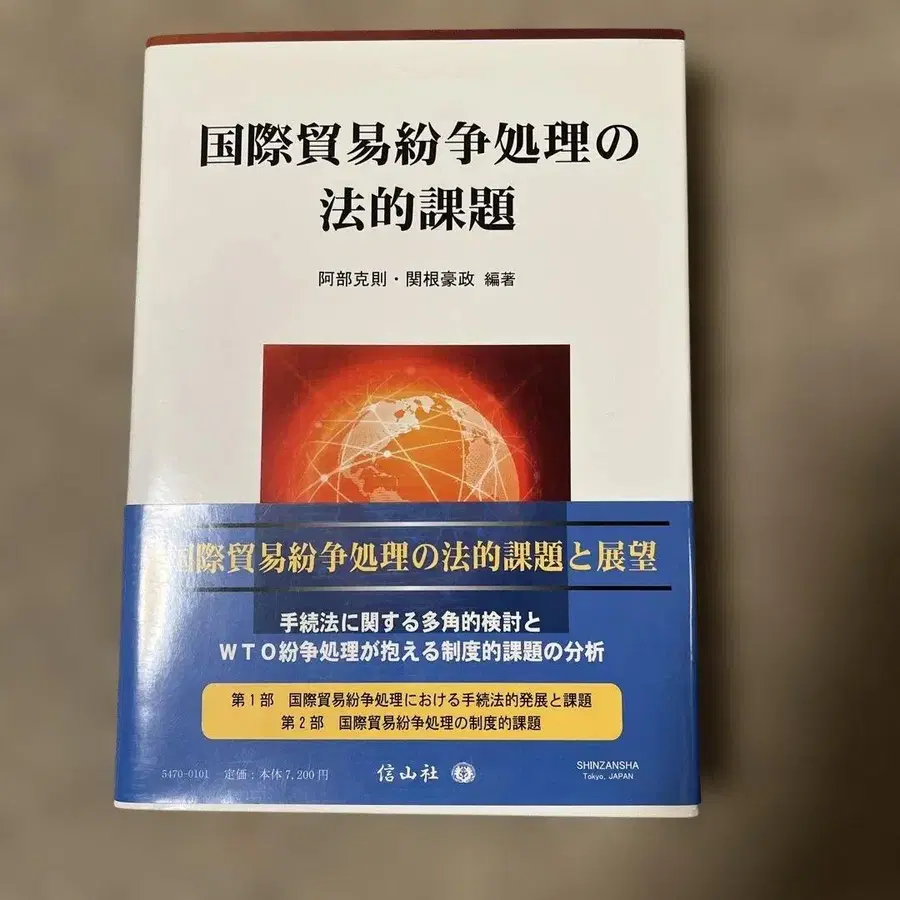 国際貿易紛争処理の
法的課題
阿部克則・関根豪政 編著
国際貿易紛争処理の法的課題と展望
手続法に関する多角的検討と
ＷＴＯ紛争処理が抱える制度的課題の分析
第１部 国際貿易紛争処理における手続法的発展と課題
第２部 国際貿易紛争処理の制度的課題
5470-0101 定価：本体7,200円
信山社
SHINZANSHA
Tokyo, JAPAN